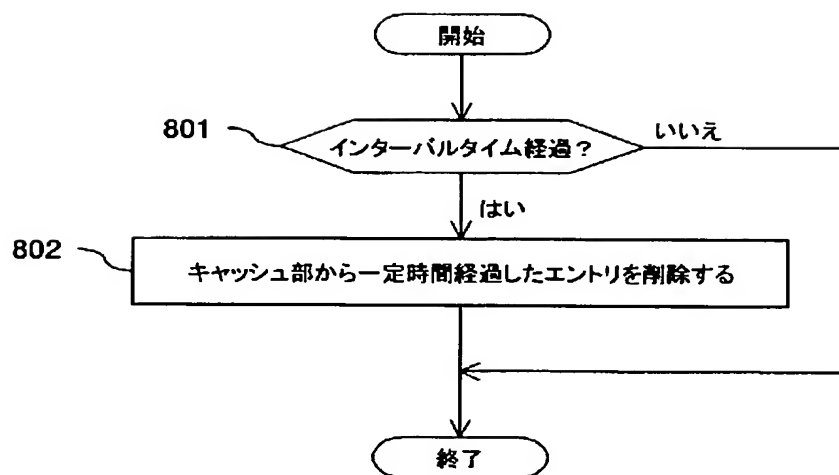 開始
801
インターバルタイム経過?
いいえ
はい
802
キャッシュ部から一定時間経過したエントリを削除する
終了